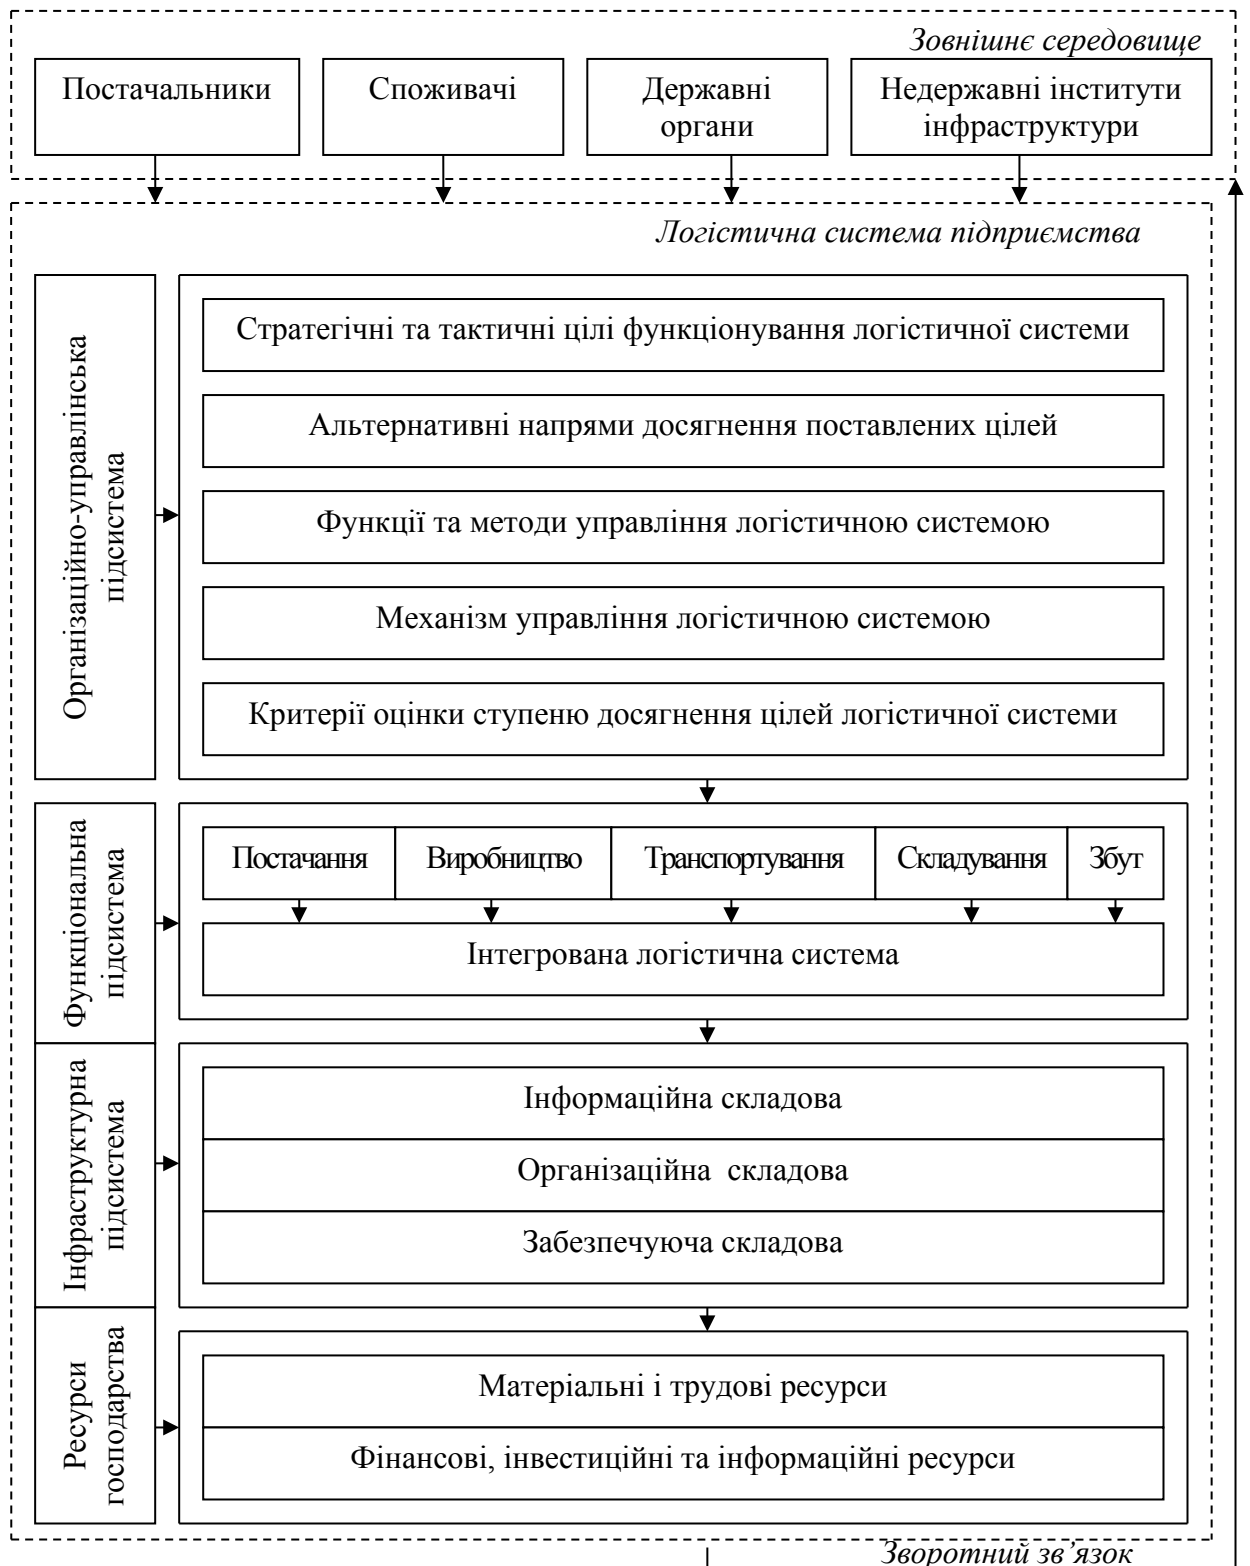 Зовнішнє середовище
Постачальники
Споживачі
Державні
органи
Недержавні інститути
інфраструктури
Логістична система підприємства
Організаційно-управлінська
підсистема
Стратегічні та тактичні цілі функціонування логістичної системи
Альтернативні напрями досягнення поставлених цілей
Функції та методи управління логістичною системою
Механізм управління логістичною системою
Критерії оцінки ступеню досягнення цілей логістичної системи
Функціональна
підсистема
Постачання
Виробництво
Транспортування
Складування
Збут
Інтегрована логістична система
Інфраструктурна
підсистема
Інформаційна складова
Організаційна складова
Забезпечуюча складова
Ресурси
господарства
Матеріальні і трудові ресурси
Фінансові, інвестиційні та інформаційні ресурси
Зворотний зв’язок